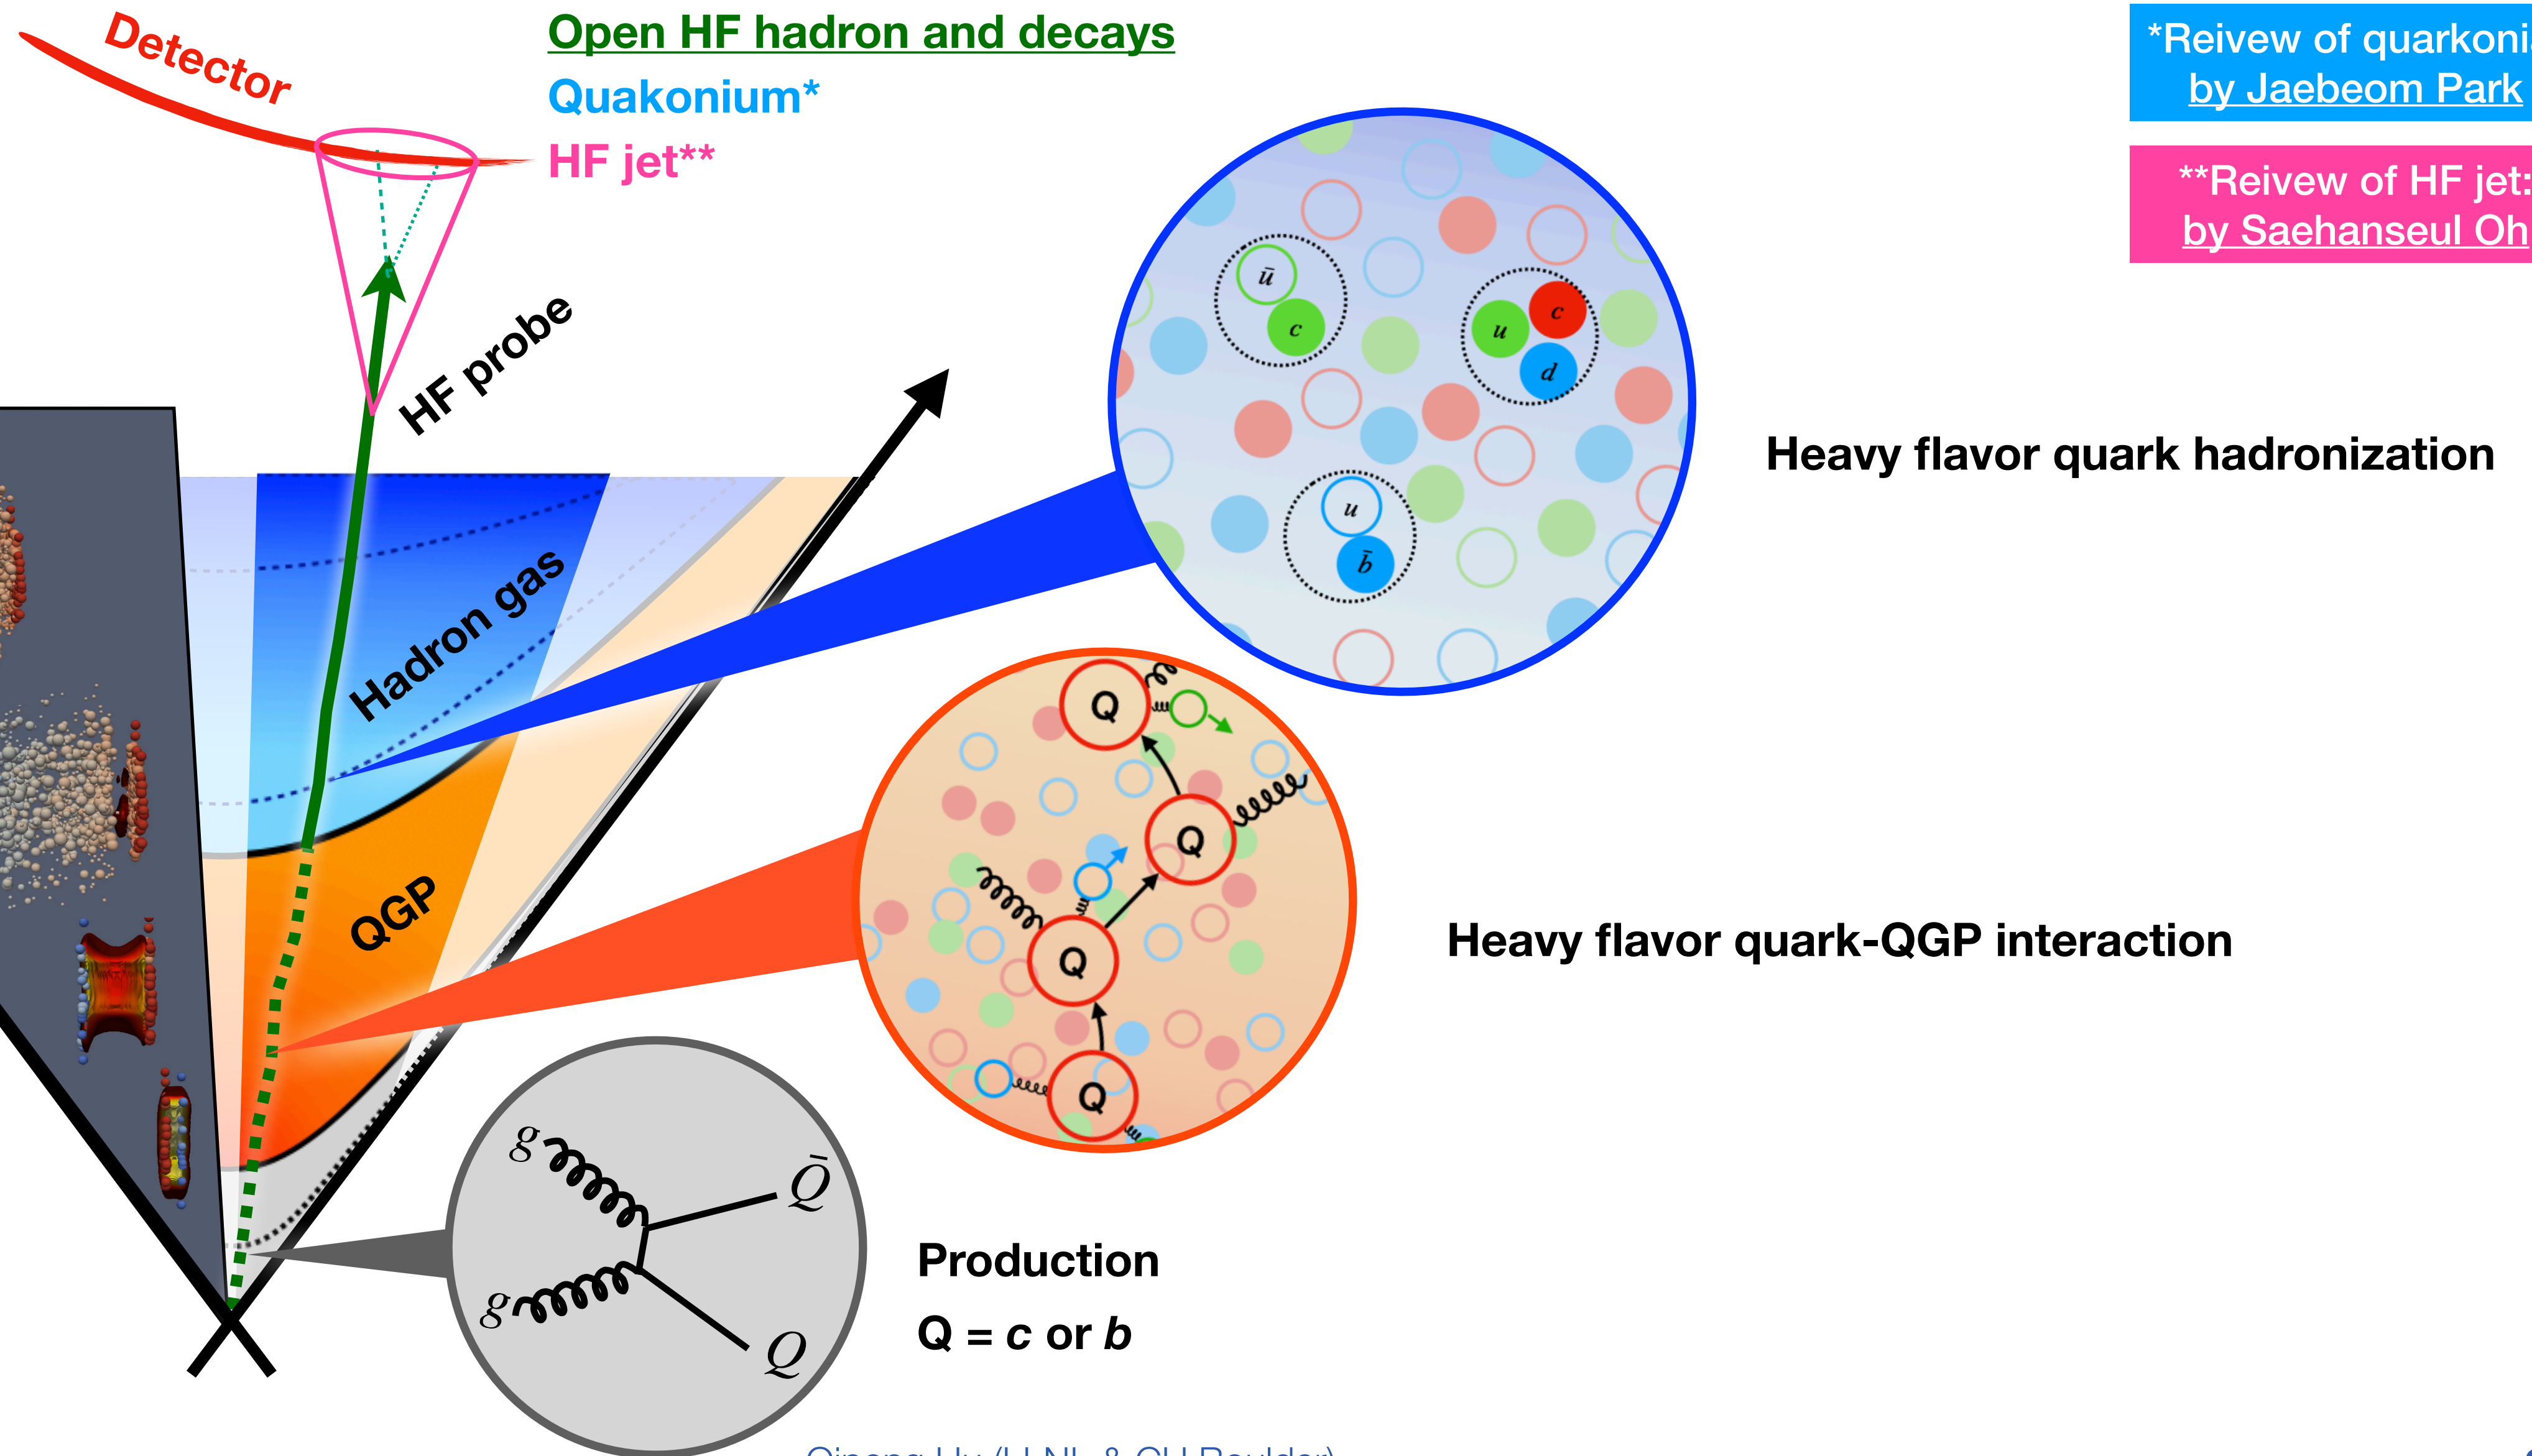 Detector
Open HF hadron and decays
Quakonium*
HF jet**
*Reivew of
by Jaebeom Park
**Reivew of HF jet:
by Saehanseul Oh
HF probe
ū
c
u
c
d
u
b̄
Heavy flavor quark hadronization
Hadron gas
Q
Q
Q
Q
QGP
Heavy flavor quark-QGP interaction
g
Q̄
g
Q
Production
Q = c or b